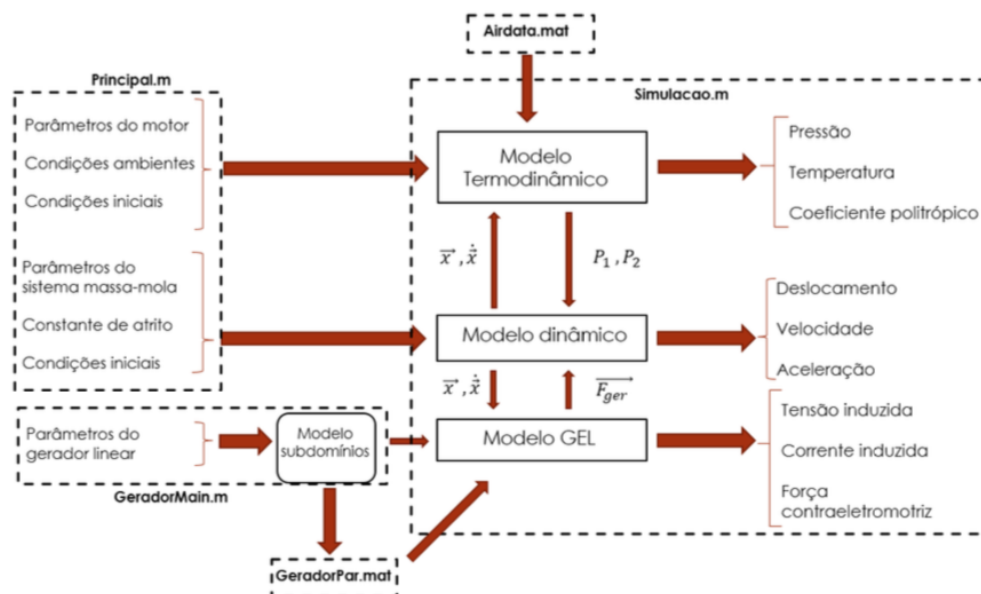 Airdata.mat
Principal.m
Simulacao.m
Parâmetros do motor
Condições ambientes
Condições iniciais
Modelo
Termodinâmico
Pressão
Temperatura
Coeficiente politrópico
x⃗ , ẋ⃗
P₁ , P₂
Parâmetros do
sistema massa-mola
Constante de atrito
Condições iniciais
Modelo dinâmico
Deslocamento
Velocidade
Aceleração
x⃗ , ẋ⃗
F_ger
Parâmetros do
gerador linear
Modelo
subdomínios
Modelo GEL
Tensão induzida
Corrente induzida
Força
contraeletromotriz
GeradorMain.m
GeradorPar.mat